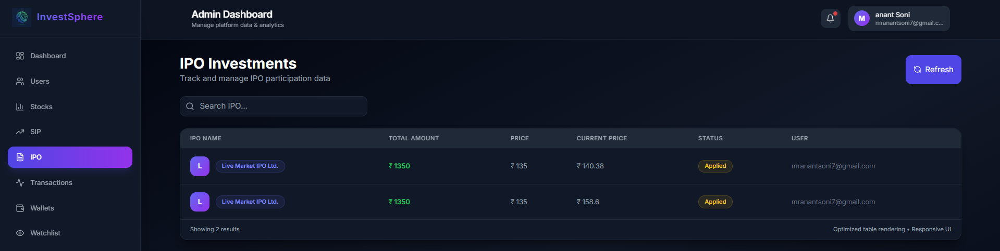 InvestSphere
Admin Dashboard
Manage platform data & analytics
M
anant Soni
mranantsoni7@gmail.c...
Dashboard
Users
Stocks
SIP
IPO
Transactions
Wallets
Watchlist
IPO Investments
Track and manage IPO participation data
Refresh
Search IPO...
IPO NAME TOTAL AMOUNT PRICE CURRENT PRICE STATUS USER
L Live Market IPO Ltd. ₹ 1350 ₹ 135 ₹ 140.38 Applied mranantsoni7@gmail.com
L Live Market IPO Ltd. ₹ 1350 ₹ 135 ₹ 158.6 Applied mranantsoni7@gmail.com
Showing 2 results Optimized table rendering • Responsive UI